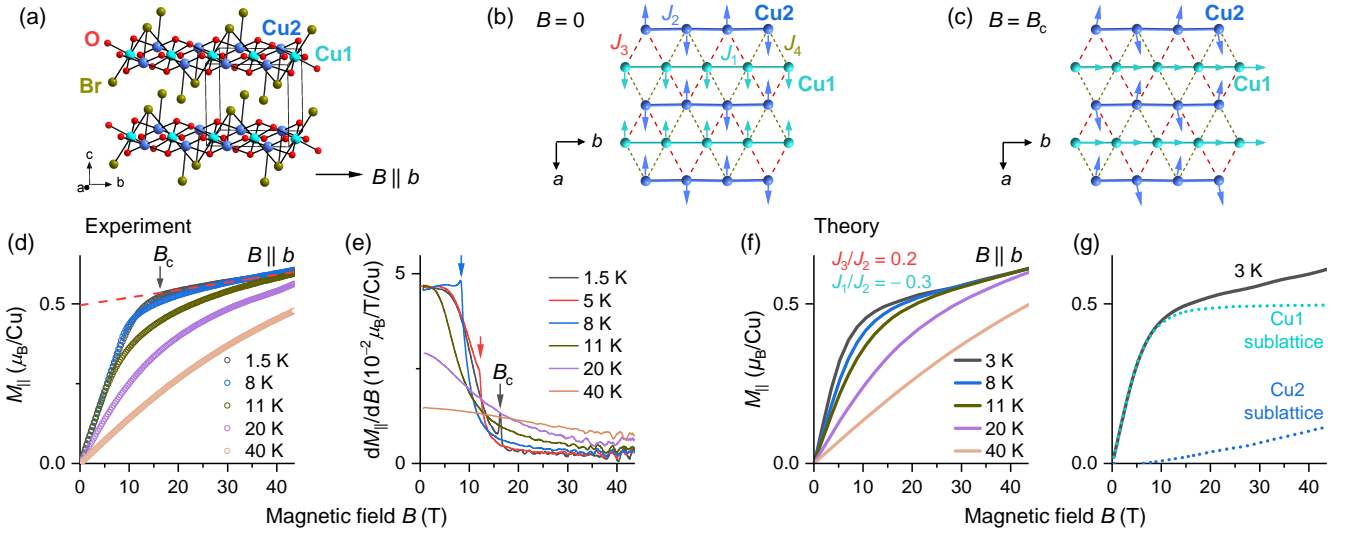 (a)
O
Cu2
Cu1
Br
c
a
b
B || b
(b)
B = 0
J2
Cu2
J3
J1
J4
Cu1
b
a
(c)
B = Bc
Cu2
Cu1
b
a
Experiment
(d)
Bc
B || b
M|| (μB/Cu)
0.5
0.0
1.5 K
8 K
11 K
20 K
40 K
0
10
20
30
40
(e)
dM||/dB (10⁻² μB/T/Cu)
5
0
1.5 K
5 K
8 K
11 K
20 K
40 K
Bc
0
10
20
30
40
Magnetic field B (T)
Theory
(f)
J3/J2 = 0.2
J1/J2 = − 0.3
B || b
M|| (μB/Cu)
0.5
0.0
3 K
8 K
11 K
20 K
40 K
0
10
20
30
40
(g)
3 K
0.5
0.0
Cu1
sublattice
Cu2
sublattice
0
10
20
30
40
Magnetic field B (T)